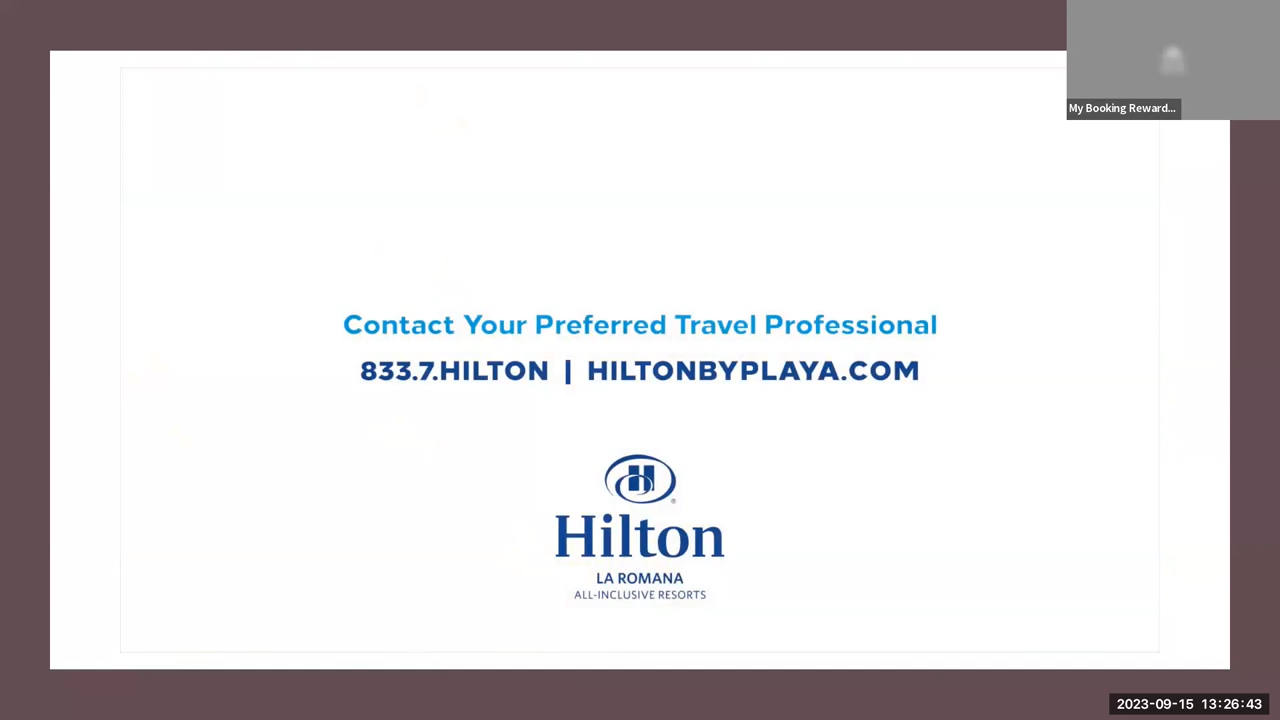 My Booking Reward...
Contact Your Preferred Travel Professional
833.7.HILTON | HILTONBYPLAYA.COM
H
®
Hilton
LA ROMANA
ALL-INCLUSIVE RESORTS
2023-09-15 13:26:43